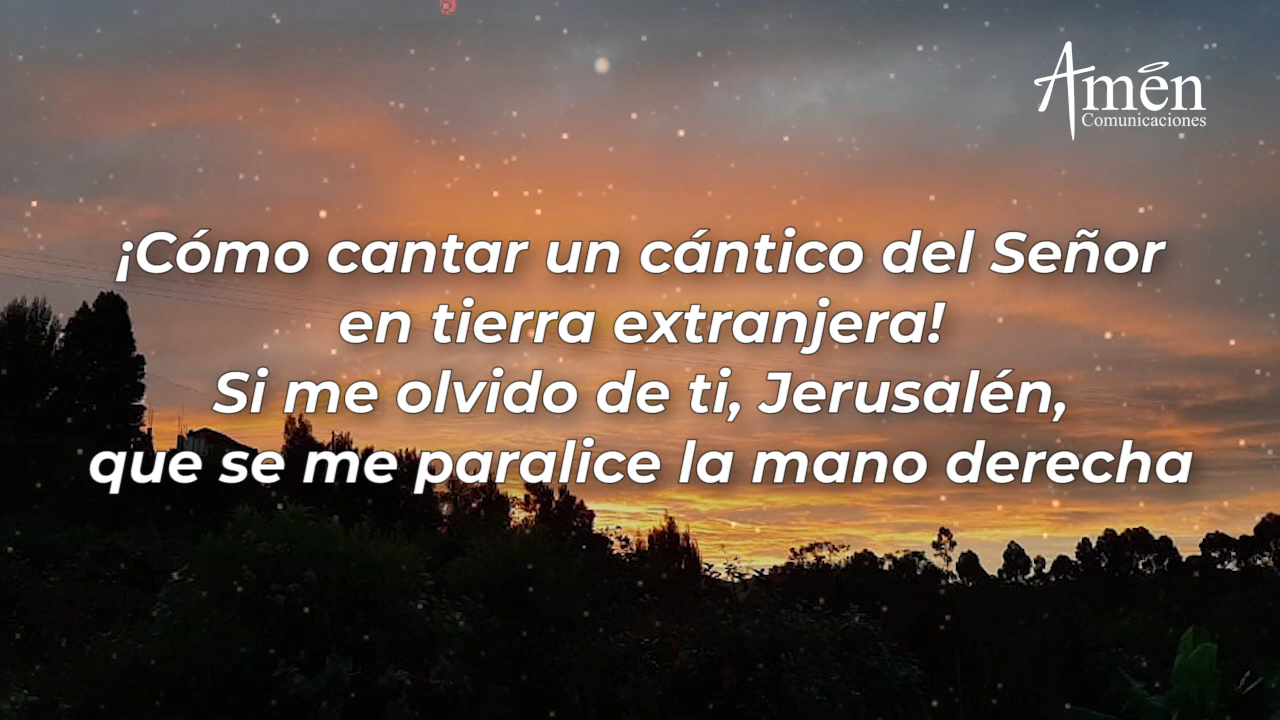 Amén
Comunicaciones
¡Cómo cantar un cántico del Señor
en tierra extranjera!
Si me olvido de ti, Jerusalén,
que se me paralice la mano derecha